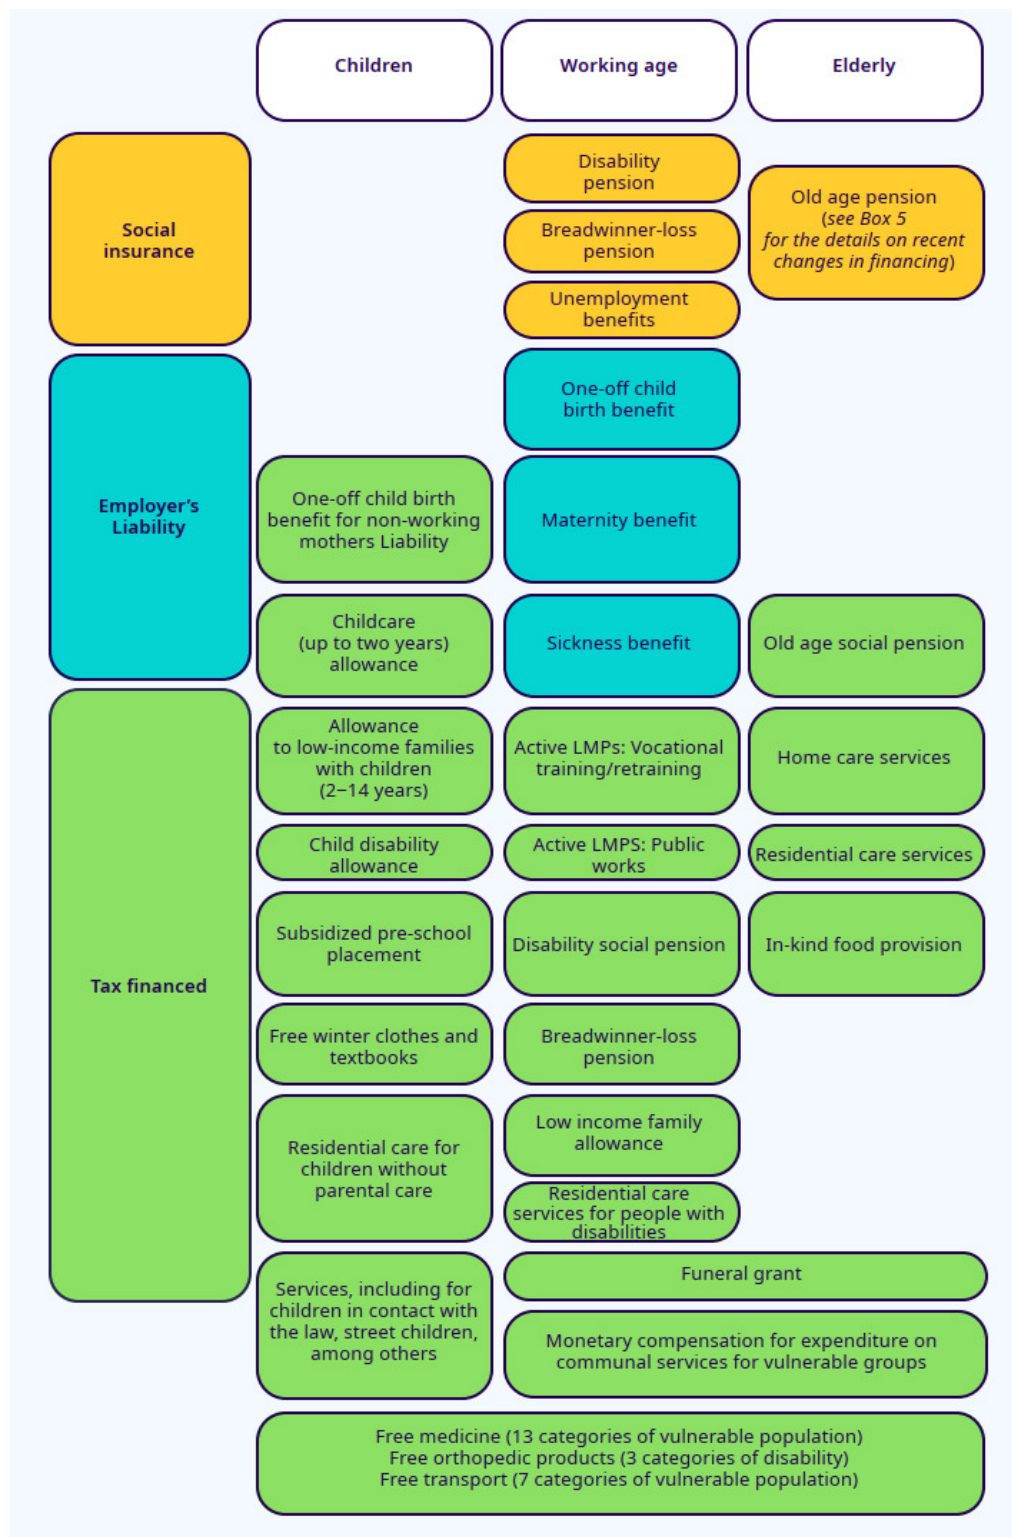 Children
Working age
Elderly
Social
insurance
Disability
pension
Breadwinner-loss
pension
Unemployment
benefits
Old age pension
(see Box 5
for the details on recent
changes in financing)
Employer’s
Liability
One-off child
birth benefit
One-off child birth
benefit for non-working
mothers Liability
Maternity benefit
Childcare
(up to two years)
allowance
Sickness benefit
Old age social pension
Tax financed
Allowance
to low-income families
with children
(2−14 years)
Active LMPs: Vocational
training/retraining
Home care services
Child disability
allowance
Active LMPS: Public
works
Residential care services
Subsidized pre-school
placement
Disability social pension
In-kind food provision
Free winter clothes and
textbooks
Breadwinner-loss
pension
Residential care for
children without
parental care
Low income family
allowance
Residential care
services for people with
disabilities
Services, including for
children in contact with
the law, street children,
among others
Funeral grant
Monetary compensation for expenditure on
communal services for vulnerable groups
Free medicine (13 categories of vulnerable population)
Free orthopedic products (3 categories of disability)
Free transport (7 categories of vulnerable population)